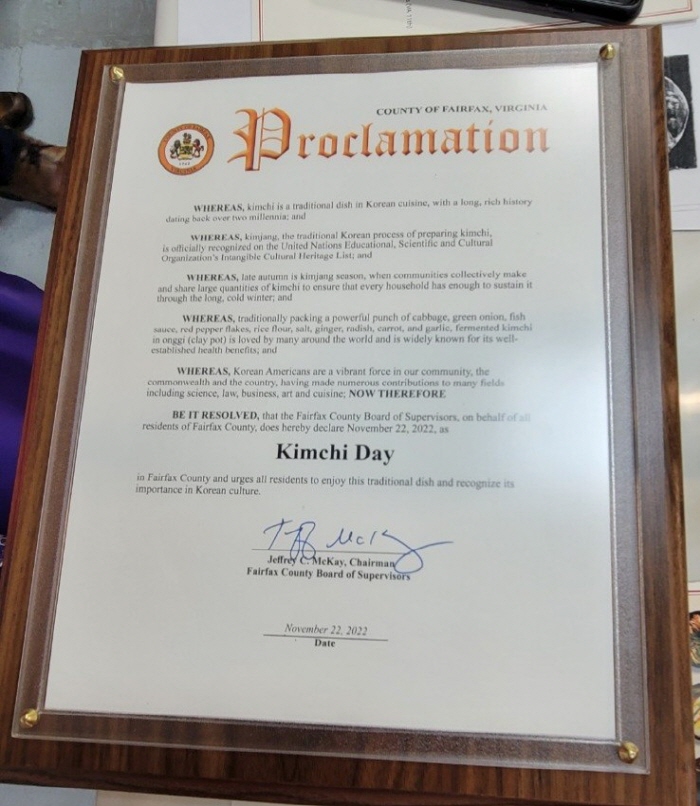 COUNTY OF FAIRFAX, VIRGINIA
Proclamation
WHEREAS, kimchi is a traditional dish in Korean cuisine, with a long, rich history
dating back over two millennia; and
WHEREAS, kimjang, the traditional Korean process of preparing kimchi,
is officially recognized on the United Nations Educational, Scientific and Cultural
Organization's Intangible Cultural Heritage List; and
WHEREAS, late autumn is kimjang season, when communities collectively make
and share large quantities of kimchi to ensure that every household has enough to sustain it
through the long, cold winter; and
WHEREAS, traditionally packing a powerful punch of cabbage, green onion, fish
sauce, red pepper flakes, rice flour, salt, ginger, radish, carrot, and garlic, fermented kimchi
in onggi (clay pot) is loved by many around the world and is widely known for its well-
established health benefits; and
WHEREAS, Korean Americans are a vibrant force in our community, the
commonwealth and the country, having made numerous contributions to many fields
including science, law, business, art and cuisine; NOW THEREFORE
BE IT RESOLVED, that the Fairfax County Board of Supervisors, on behalf of all
residents of Fairfax County, does hereby declare November 22, 2022, as
Kimchi Day
in Fairfax County and urges all residents to enjoy this traditional dish and recognize its
importance in Korean culture.
Jeffrey C. McKay, Chairman
Fairfax County Board of Supervisors
November 22, 2022
Date